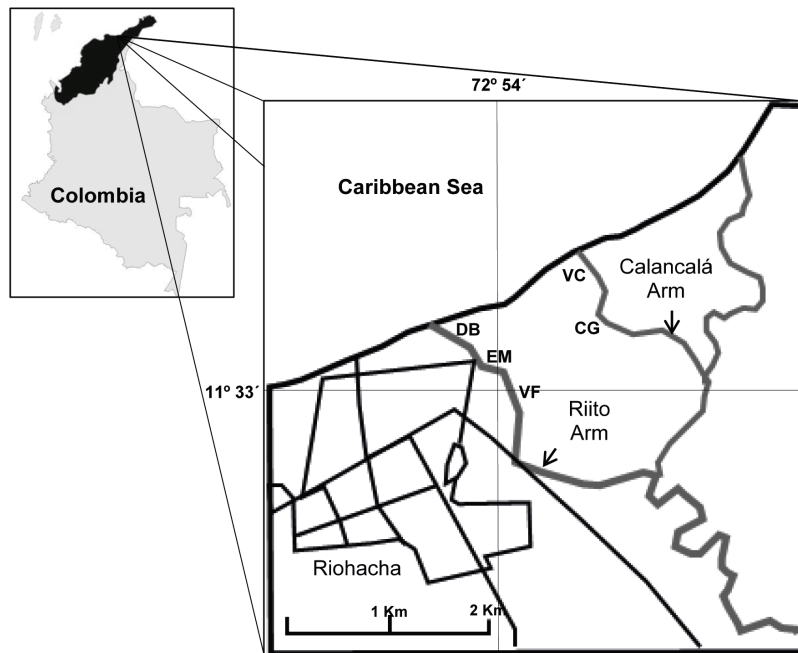 72º 54´
Colombia
Caribbean Sea
VC
Calancalá
Arm
CG
DB
EM
11º 33´
VF
Riito
Arm
Riohacha
1 Km
2 Km